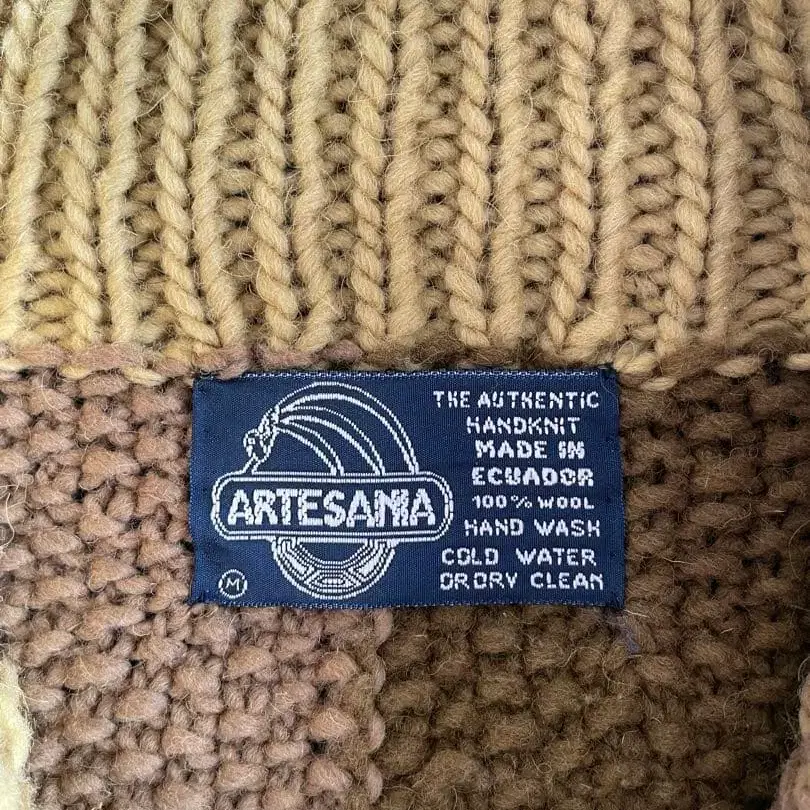 ARTESANIA
M
THE AUTHENTIC
HANDKNIT
MADE IN
ECUADOR
100% WOOL
HAND WASH
COLD WATER
OR DRY CLEAN